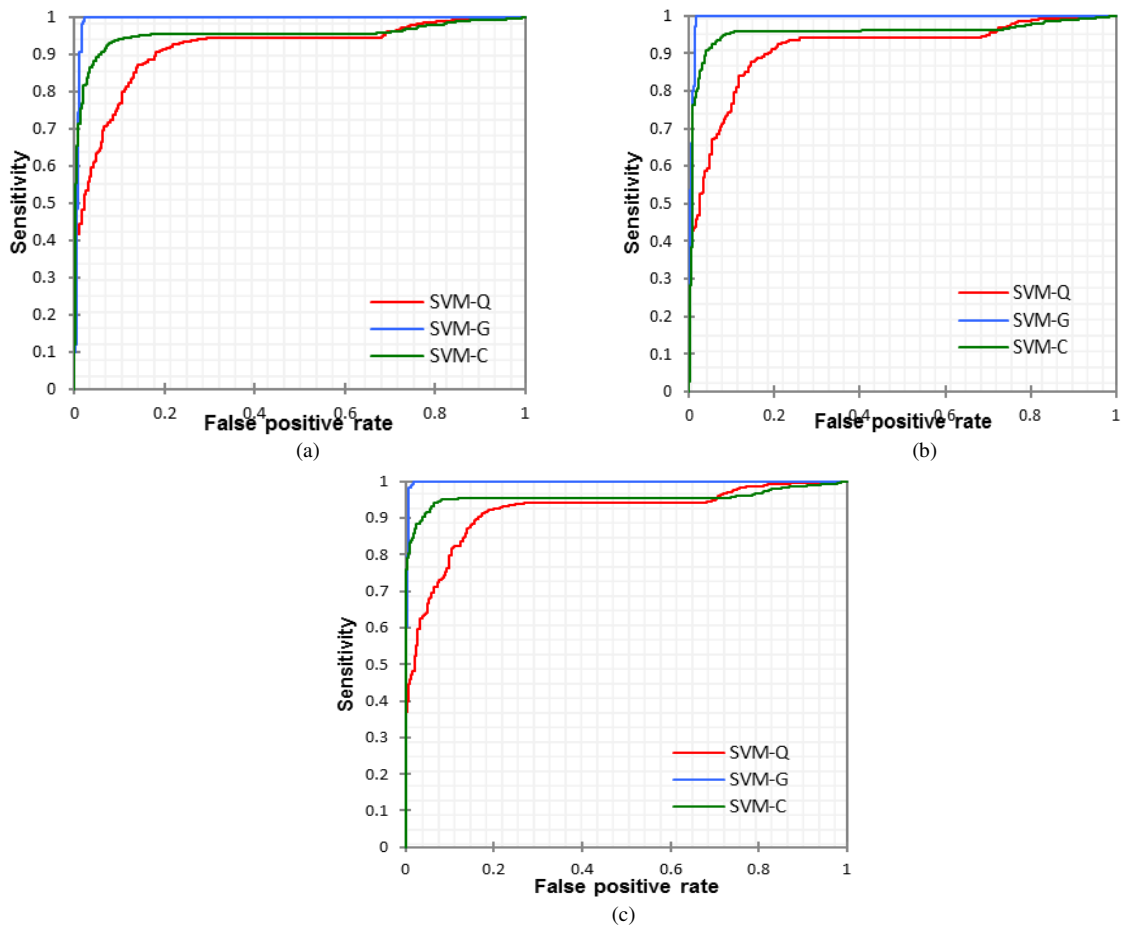 1
0.9
0.8
0.7
0.6
0.5
0.4
0.3
0.2
0.1
0
Sensitivity
SVM-Q
SVM-G
SVM-C
0 0.2 0.4 0.6 0.8 1
False positive rate
(a)
1
0.9
0.8
0.7
0.6
0.5
0.4
0.3
0.2
0.1
0
Sensitivity
SVM-Q
SVM-G
SVM-C
0 0.2 0.4 0.6 0.8 1
False positive rate
(b)
1
0.9
0.8
0.7
0.6
0.5
0.4
0.3
0.2
0.1
0
Sensitivity
SVM-Q
SVM-G
SVM-C
0 0.2 0.4 0.6 0.8 1
False positive rate
(c)